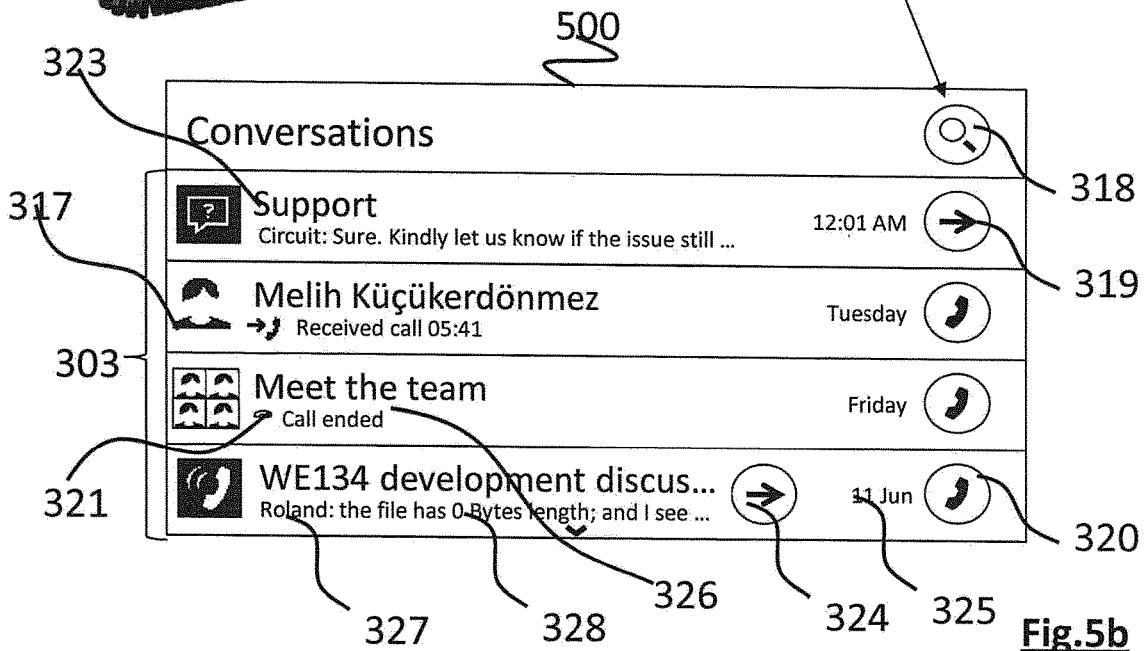 500
323
Conversations
318
317
?
Support
12:01 AM
Circuit: Sure. Kindly let us know if the issue still ...
319
Melih Küçükerdönmez
Tuesday
Received call 05:41
303
Meet the team
Friday
Call ended
321
WE134 development discus...
11 Jun
Roland: the file has 0 Bytes length; and I see ...
320
326
324
325
327
328
Fig.5b